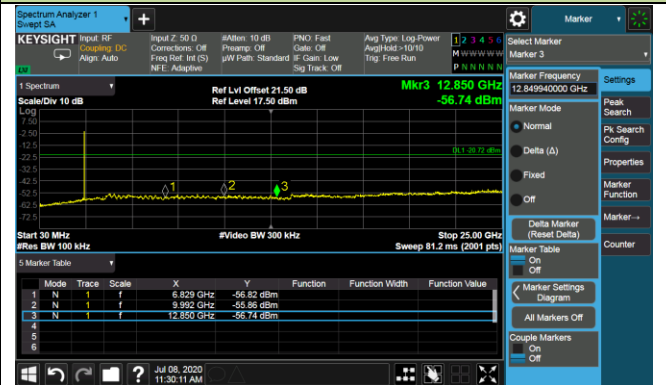 Spectrum Analyzer 1
Swept SA
Marker
KEYSIGHT
Input: RF
Coupling: DC
Align: Auto
Input Z: 50 Ω
Corrections: Off
Freq Ref: Int (S)
NFE: Adaptive
#Atten: 10 dB
Preamp: Off
µW Path: Standard
PNO: Fast
Gate: Off
IF Gain: Low
Sig Track: Off
Avg Type: Log-Power
Avg|Hold:>10/10
Trig: Free Run
1 2 3 4 5 6
M W W W W W
P N N N N N
Select Marker
Marker 3
1 Spectrum
Scale/Div 10 dB
Ref Lvl Offset 21.50 dB
Ref Level 17.50 dBm
Mkr3 12.850 GHz
-56.74 dBm
Log
7.50
-2.50
-12.5
-22.5
-32.5
-42.5
-52.5
-62.5
-72.5
DL1 -20.72 dBm
1
2
3
Start 30 MHz
#Res BW 100 kHz
#Video BW 300 kHz
Stop 25.00 GHz
Sweep 81.2 ms (2001 pts)
5 Marker Table
Mode Trace Scale X Y Function Function Width Function Value
1 N 1 f 6.829 GHz -56.82 dBm
2 N 1 f 9.992 GHz -55.86 dBm
3 N 1 f 12.850 GHz -56.74 dBm
4
5
6
Marker Frequency
12.849940000 GHz
Marker Mode
Normal
Delta (Δ)
Fixed
Off
Delta Marker
(Reset Delta)
Marker Table
On
Off
Marker Settings
Diagram
All Markers Off
Couple Markers
On
Off
Settings
Peak
Search
Pk Search
Config
Properties
Marker
Function
Marker→
Counter
Jul 08, 2020
11:30:11 AM